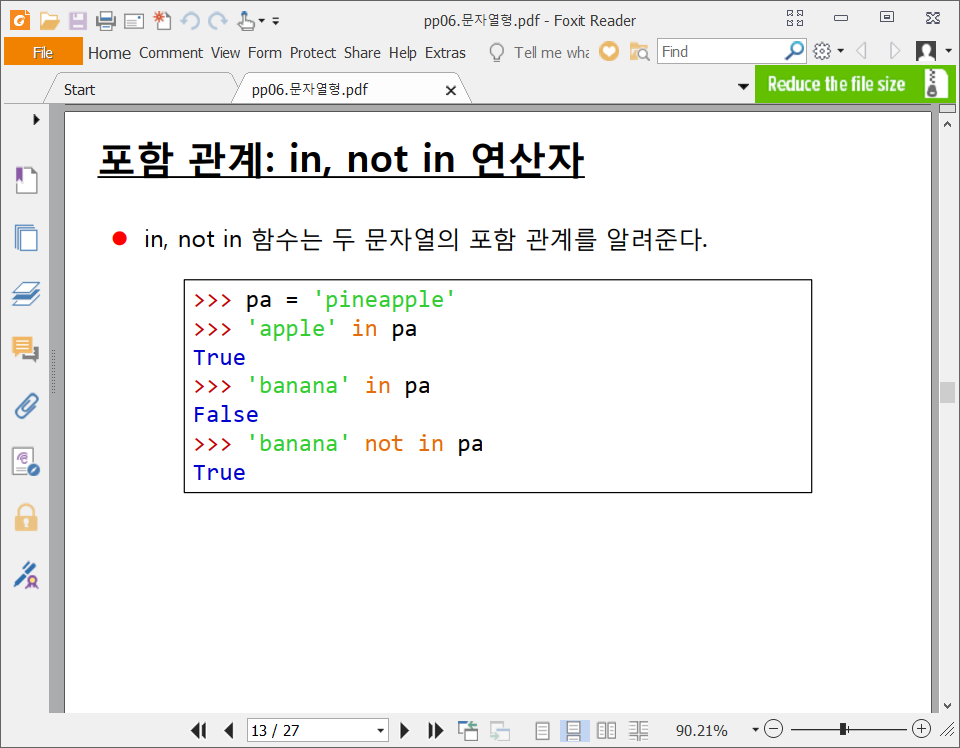 pp06.문자열형.pdf - Foxit Reader
File Home Comment View Form Protect Share Help Extras Tell me wha Find
Start pp06.문자열형.pdf Reduce the file size
포함 관계: in, not in 연산자
in, not in 함수는 두 문자열의 포함 관계를 알려준다.
>>> pa = 'pineapple'
>>> 'apple' in pa
True
>>> 'banana' in pa
False
>>> 'banana' not in pa
True
13 / 27 90.21%